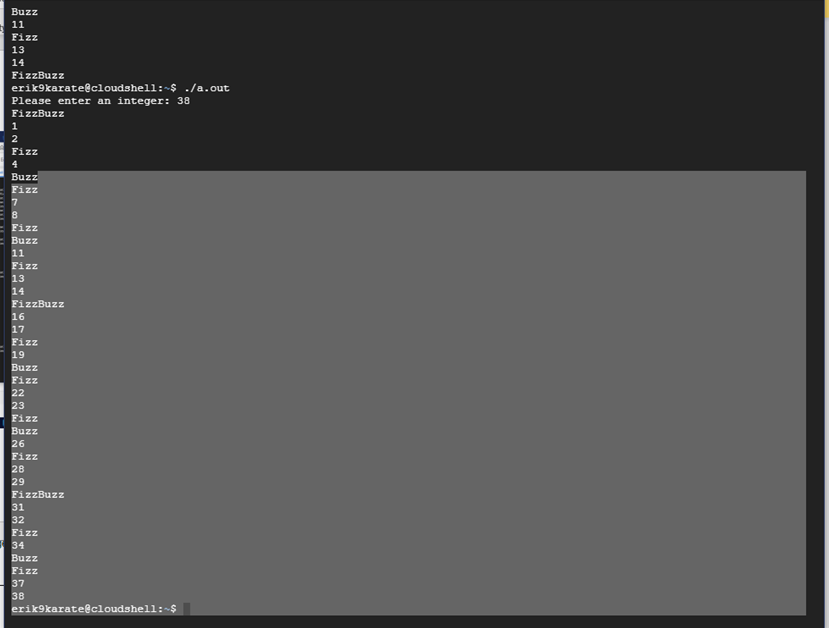 Buzz
11
Fizz
13
14
FizzBuzz
erik9karate@cloudshell:~$ ./a.out
Please enter an integer: 38
FizzBuzz
1
2
Fizz
4
Buzz
Fizz
7
8
Fizz
Buzz
11
Fizz
13
14
FizzBuzz
16
17
Fizz
19
Buzz
Fizz
22
23
Fizz
Buzz
26
Fizz
28
29
FizzBuzz
31
32
Fizz
34
Buzz
Fizz
37
38
erik9karate@cloudshell:~$